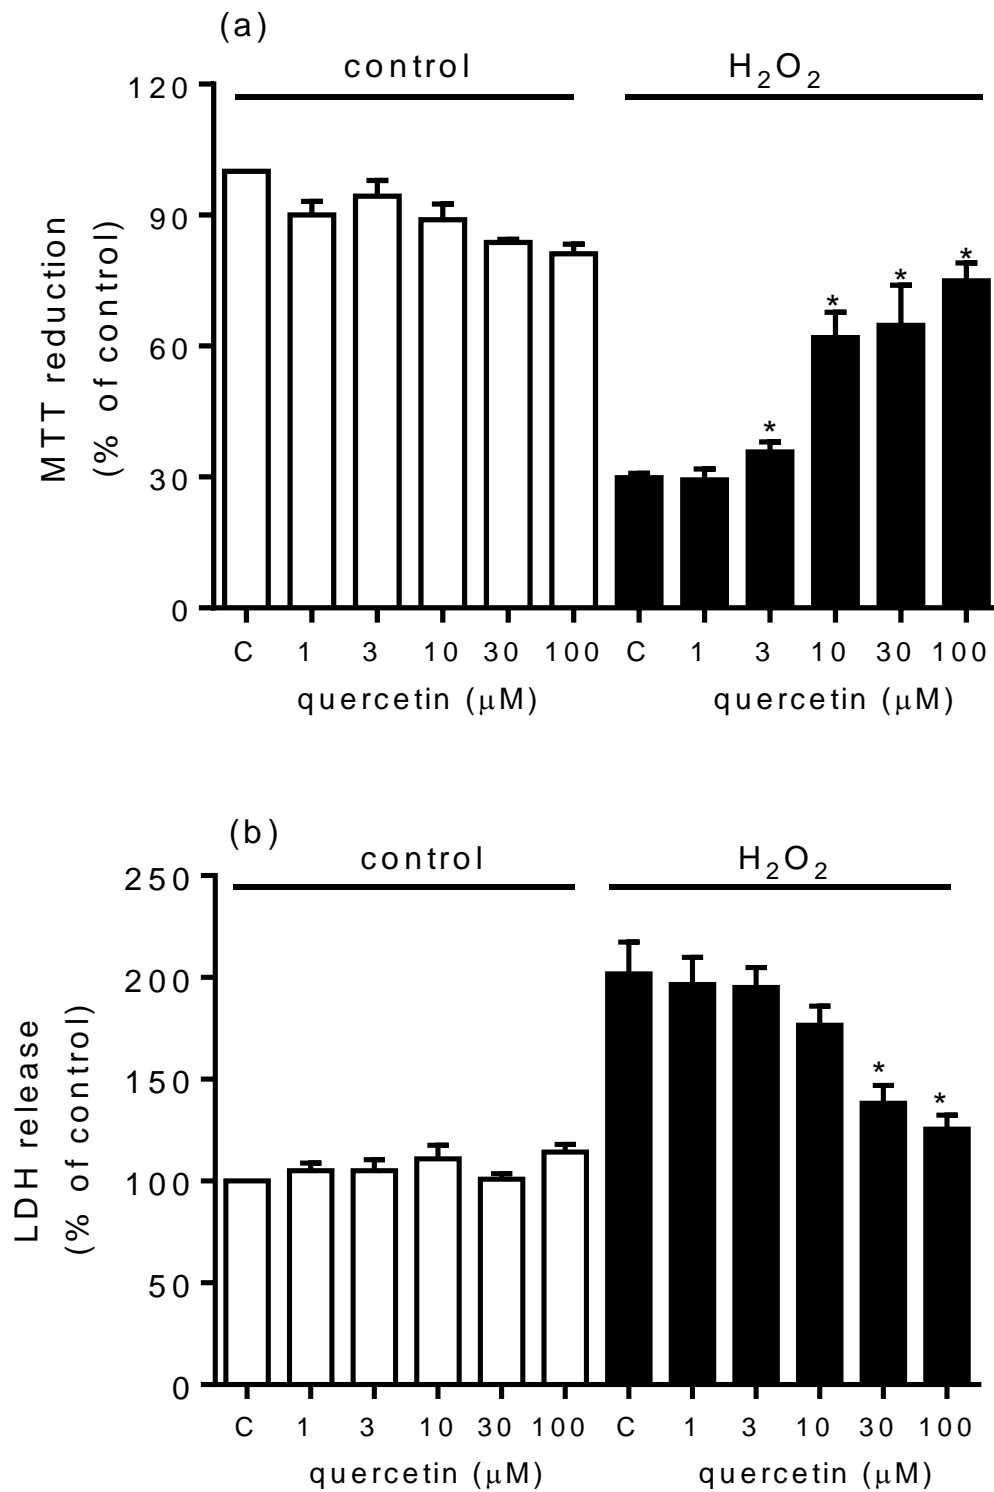 (a)
control
H₂O₂
120
90
60
30
0
MTT reduction
(% of control)
* * * *
C 1 3 10 30 100 C 1 3 10 30 100
quercetin (μM) quercetin (μM)
(b)
control
H₂O₂
250
200
150
100
50
0
LDH release
(% of control)
* *
C 1 3 10 30 100 C 1 3 10 30 100
quercetin (μM) quercetin (μM)